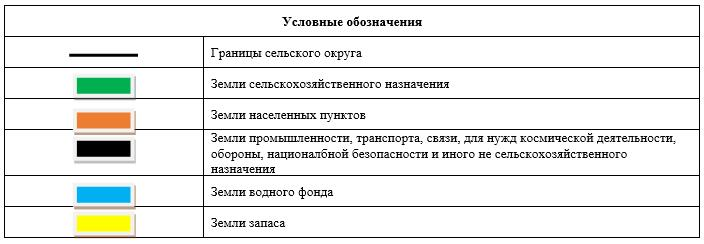 Условные обозначения
Границы сельского округа
Земли сельскохозяйственного назначения
Земли населенных пунктов
Земли промышленности, транспорта, связи, для нужд космической деятельности,
обороны, националбной безопасности и иного не сельскохозяйственного
назначения
Земли водного фонда
Земли запаса